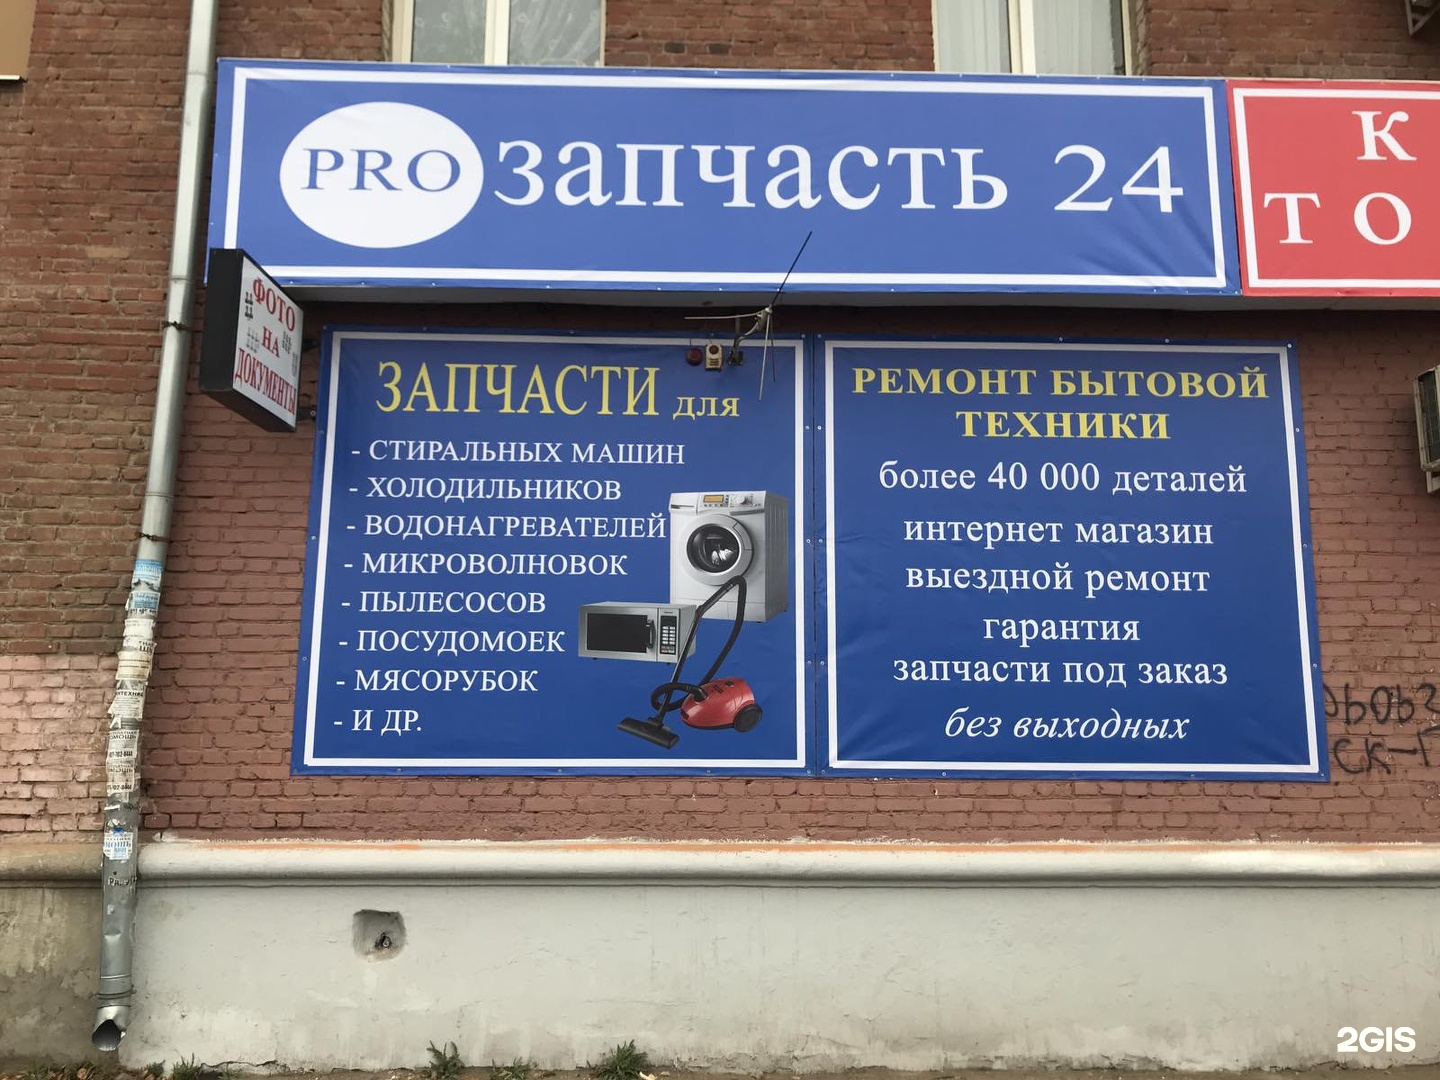 PRO запчасть 24
К
ТО
ФОТО
НА
ДОКУМЕНТЫ
ЗАПЧАСТИ для
- СТИРАЛЬНЫХ МАШИН
- ХОЛОДИЛЬНИКОВ
- ВОДОНАГРЕВАТЕЛЕЙ
- МИКРОВОЛНОВОК
- ПЫЛЕСОСОВ
- ПОСУДОМОЕК
- МЯСОРУБОК
- И ДР.
РЕМОНТ БЫТОВОЙ
ТЕХНИКИ
более 40 000 деталей
интернет магазин
выездной ремонт
гарантия
запчасти под заказ
без выходных
2GIS